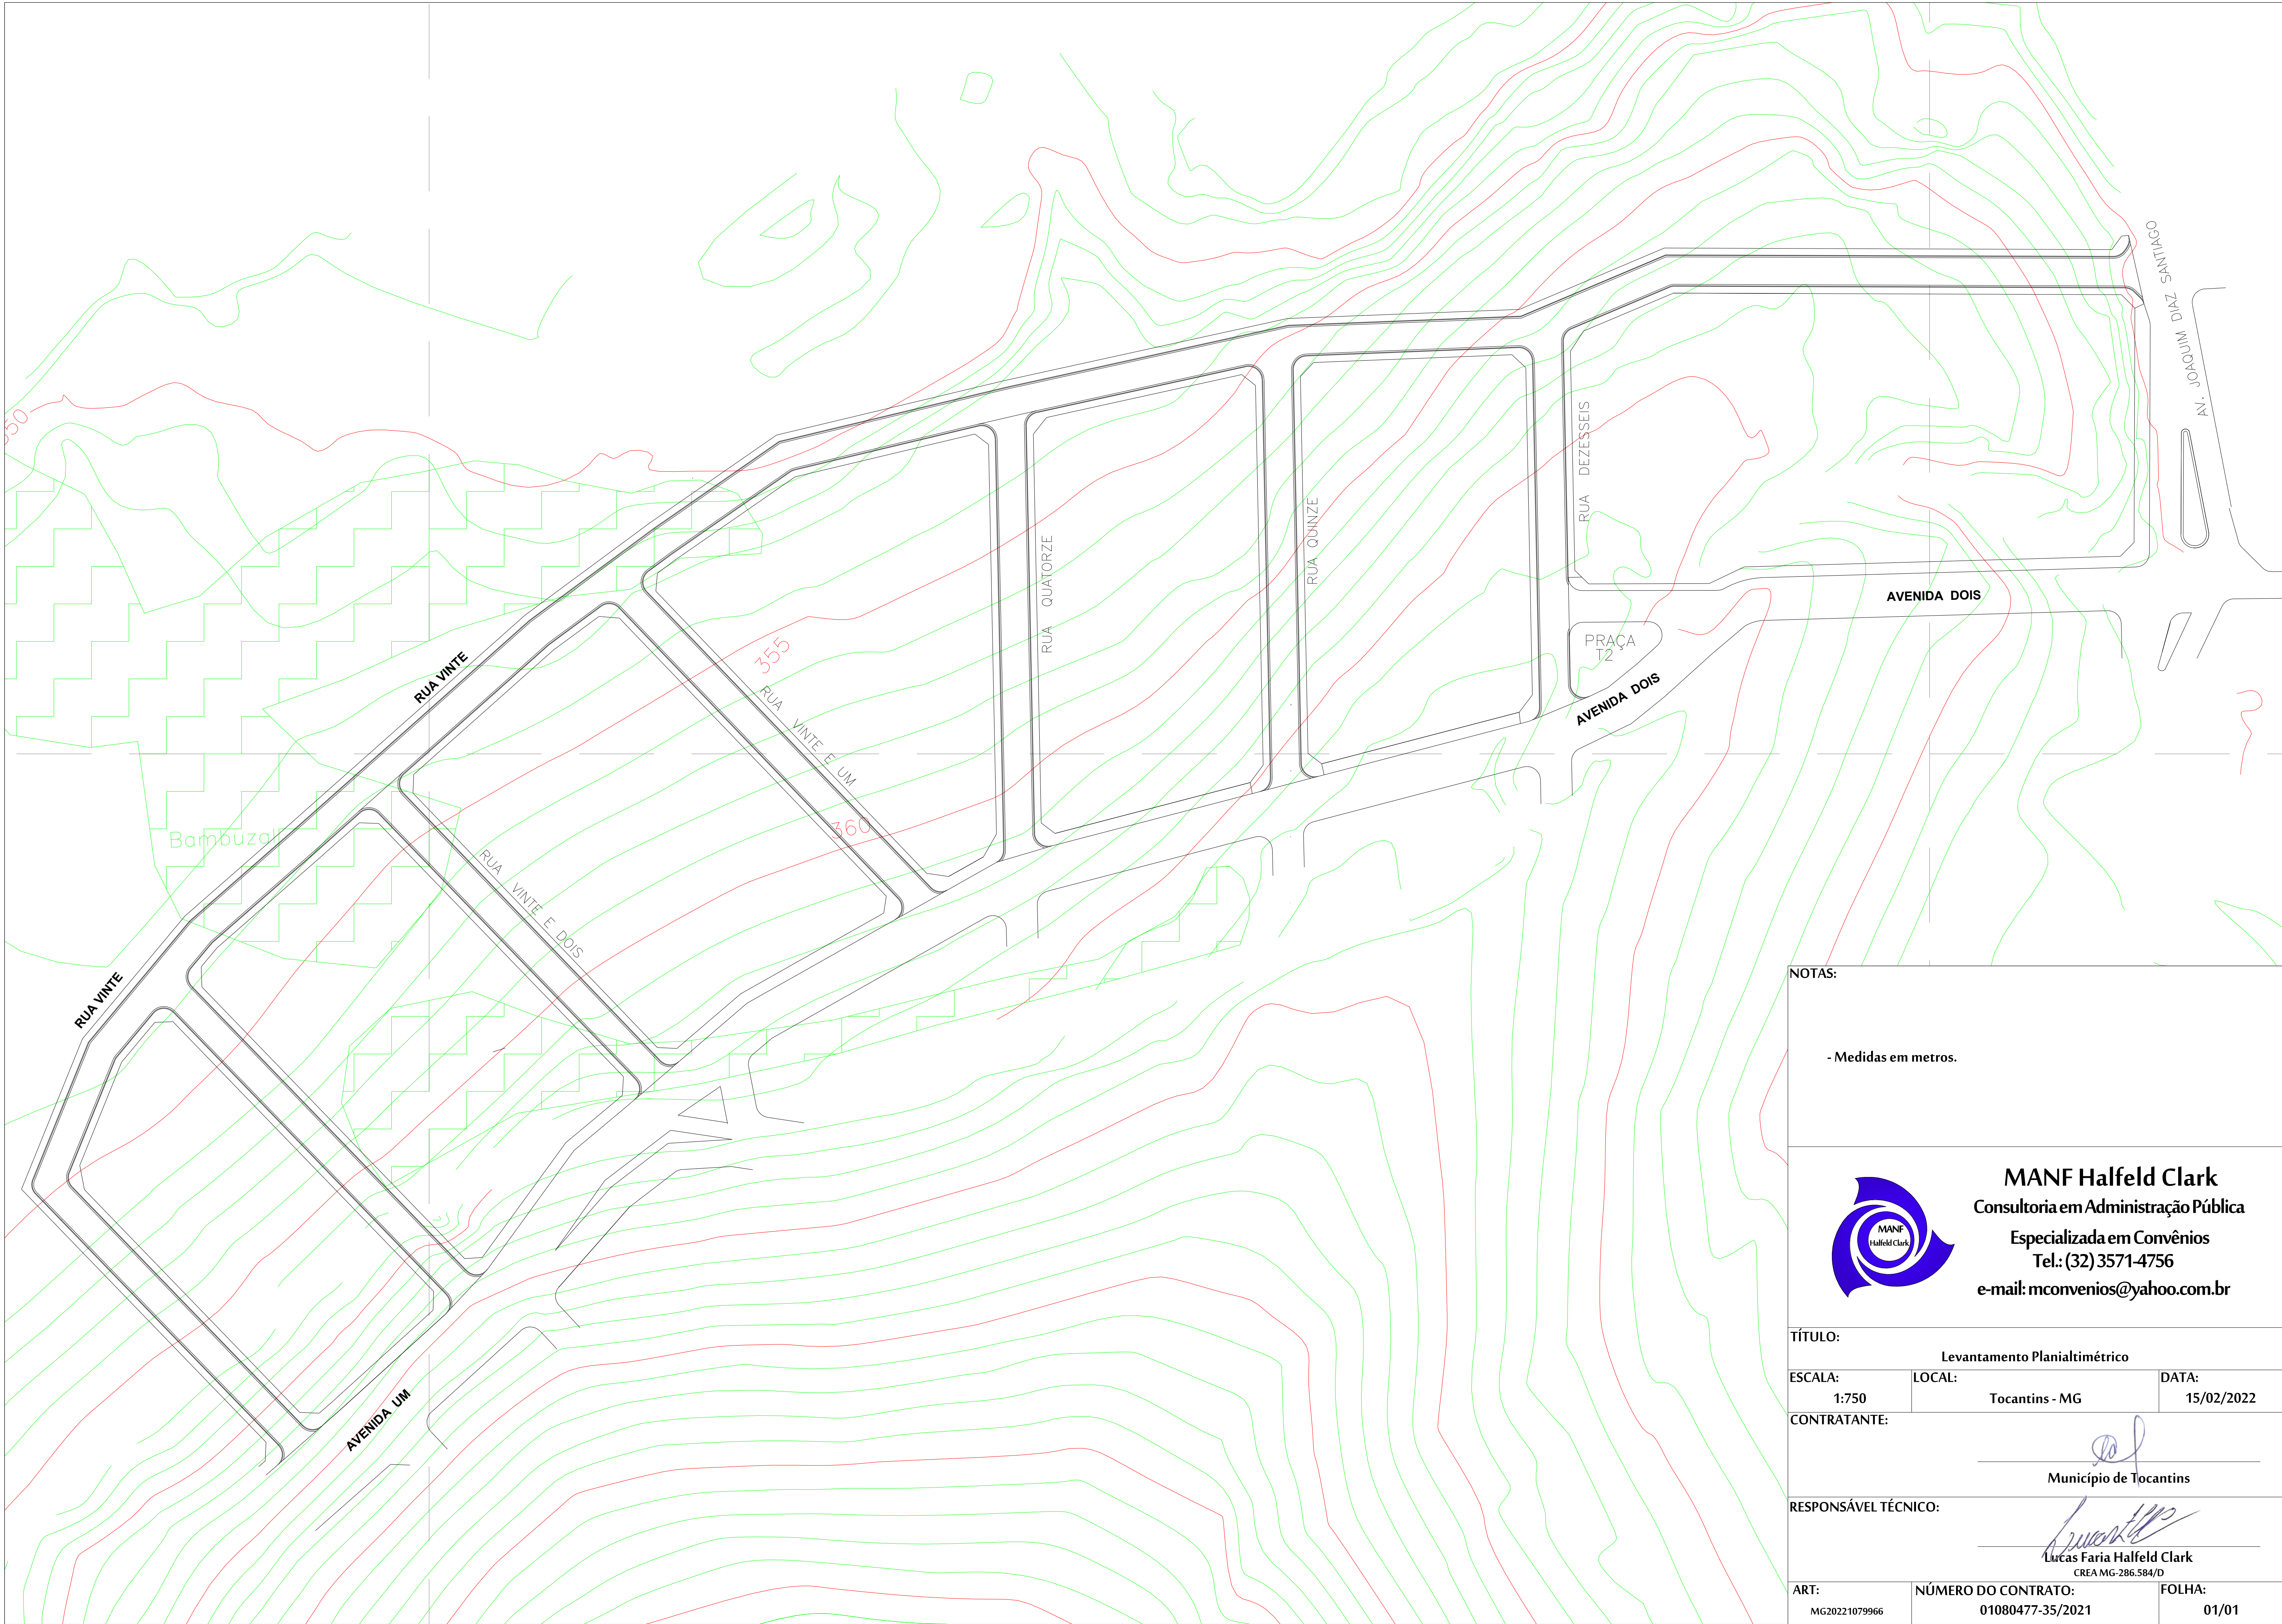 AV. JOAQUIM DIAZ SANTIAGO
RUA DEZESSEIS
RUA QUINZE
RUA QUATORZE
AVENIDA DOIS
PRAÇA
T2
AVENIDA DOIS
RUA VINTE
355
RUA VINTE E UM
360
Bambuzal
RUA VINTE E DOIS
RUA VINTE
AVENIDA UM
NOTAS:
- Medidas em metros.
MANF
Halfeld Clark
MANF Halfeld Clark
Consultoria em Administração Pública
Especializada em Convênios
Tel.: (32) 3571-4756
e-mail: mconvenios@yahoo.com.br
TÍTULO:
Levantamento Planialtimétrico
ESCALA:
1:750
LOCAL:
Tocantins - MG
DATA:
15/02/2022
CONTRATANTE:
Município de Tocantins
RESPONSÁVEL TÉCNICO:
Lucas Faria Halfeld Clark
CREA MG-286.584/D
ART:
MG20221079966
NÚMERO DO CONTRATO:
01080477-35/2021
FOLHA:
01/01